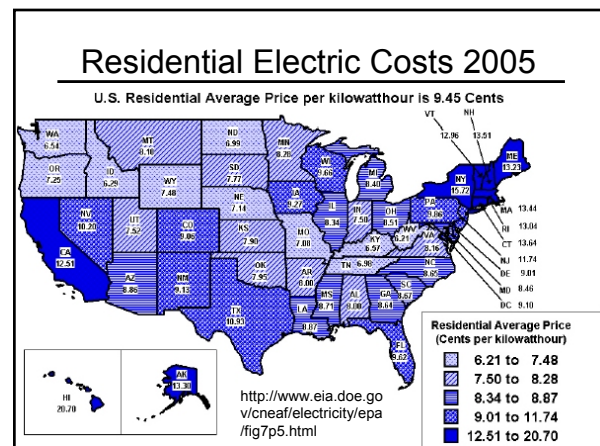 Residential Electric Costs 2005
U.S. Residential Average Price per kilowatthour is 9.45 Cents
VT
12.96
NH
13.51
WA
6.54
OR
7.25
ID
6.29
MT
8.10
WY
7.48
ND
6.99
SD
7.77
NE
7.14
KS
7.90
OK
7.95
MN
8.28
IA
9.27
MO
7.08
AR
8.00
LA
8.87
WI
9.66
IL
8.34
MI
8.40
IN
7.50
OH
8.51
KY
6.57
TN 6.98
MS
8.71
AL
8.08
GA
8.64
FL
9.62
SC
8.67
NC
8.65
VA
8.16
WV
6.21
PA
9.86
NY
15.72
ME
13.23
NV
10.20
UT
7.52
CO
CA
12.51
AZ
8.86
NM
9.13
TX
10.93
MA 13.44
RI 13.04
CT 13.64
NJ 11.74
DE 9.01
MD 8.46
DC 9.10
HI
20.70
AK
13.30
http://www.eia.doe.go
v/cneaf/electricity/epa
/fig7p5.html
Residential Average Price
(Cents per kilowatthour)
6.21 to 7.48
7.50 to 8.28
8.34 to 8.87
9.01 to 11.74
12.51 to 20.70